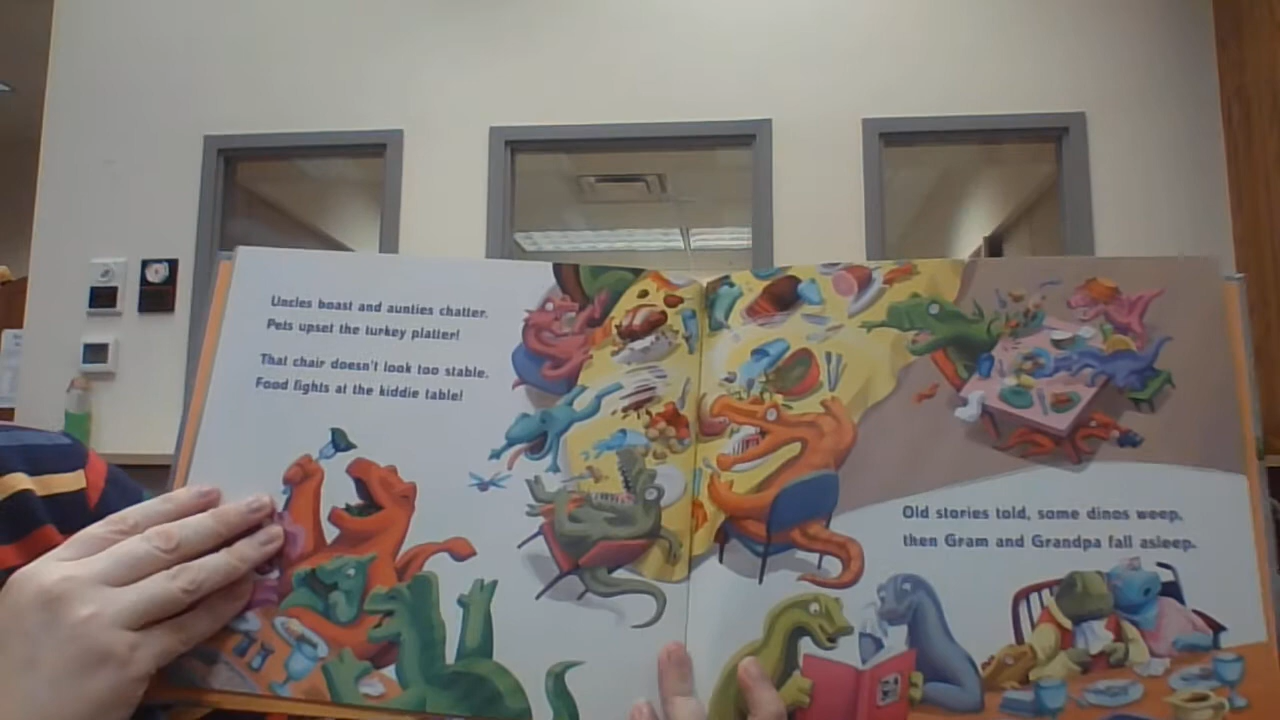 Uncles boast and aunties chatter.
Pets upset the turkey platter!
That chair doesn't look too stable.
Food fights at the kiddie table!
Old stories told, some dinos weep,
then Gram and Grandpa fall asleep.